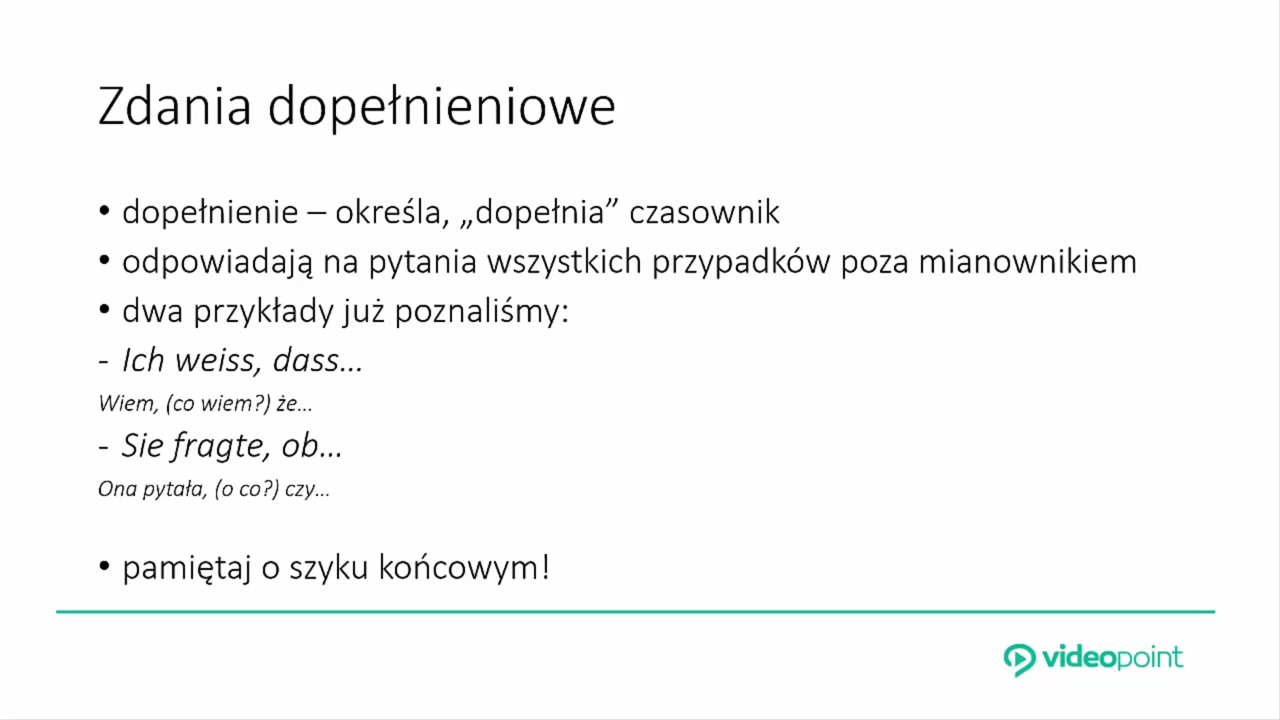 Zdania dopełnieniowe
• dopełnienie – określa, „dopełnia” czasownik
• odpowiadają na pytania wszystkich przypadków poza mianownikiem
• dwa przykłady już poznaliśmy:
- Ich weiss, dass...
Wiem, (co wiem?) że...
- Sie fragte, ob...
Ona pytała, (o co?) czy...
• pamiętaj o szyku końcowym!
videopoint